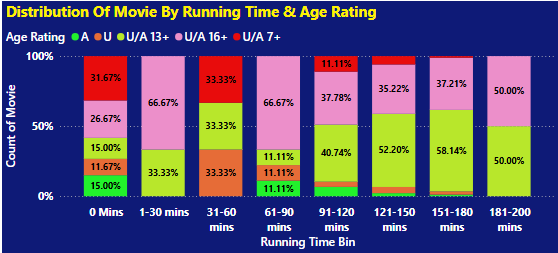 Distribution Of Movie By Running Time & Age Rating
Age Rating A U U/A 13+ U/A 16+ U/A 7+
Count of Movie
100%
50%
0%
31.67%
26.67%
15.00%
11.67%
15.00%
66.67%
33.33%
33.33%
33.33%
33.33%
66.67%
11.11%
11.11%
11.11%
11.11%
37.78%
40.74%
35.22%
52.20%
37.21%
58.14%
50.00%
50.00%
0 Mins
1-30 mins
31-60
mins
61-90
mins
91-120
mins
121-150
mins
151-180
mins
181-200
mins
Running Time Bin